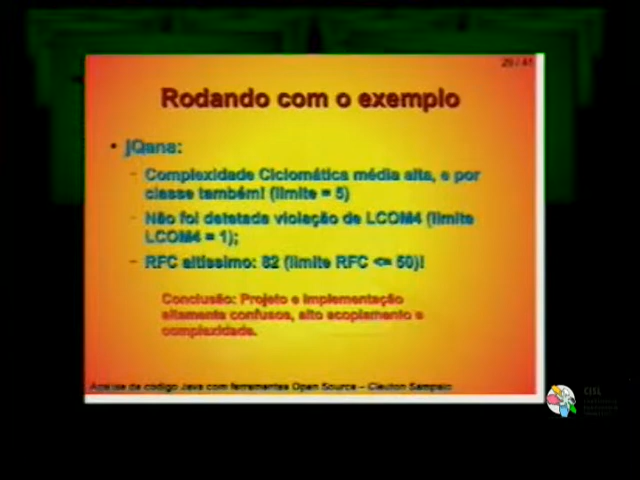 29 / 41
Rodando com o exemplo
• jQana:
– Complexidade Ciclomática média alta, e por
classe também! (limite = 5)
– Não foi detetada violação de LCOM4 (limite
LCOM4 = 1);
– RFC altíssimo: 82 (limite RFC <= 50)!
Conclusão: Projeto e implementação
altamente confusos, alto acoplamento e
complexidade.
Análise de código Java com ferramentas Open Source – Cleuton Sampaio
CISL